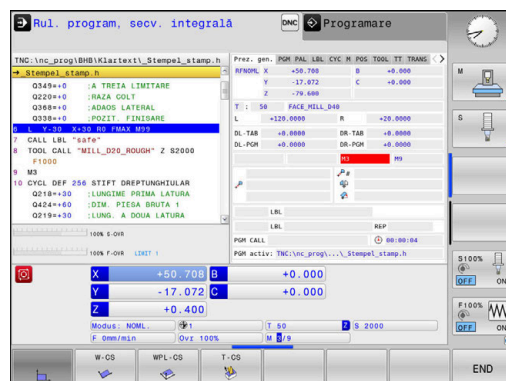 Rul. program, secv. integrală
DNC
Programare
TNC:\nc_prog\BHB\Klartext\_Stempel_stamp.h
→_Stempel_stamp.h
Q349=+0 ;A TREIA LIMITARE
Q220=+0 ;RAZA COLT
Q368=+0 ;ADAOS LATERAL
Q338=+0 ;POZIT. FINISARE
6 L Y-30 X+30 R0 FMAX M99
7 CALL LBL "safe"
8 TOOL CALL "MILL_D20_ROUGH" Z S2000
F1000
9 M3
10 CYCL DEF 256 STIFT DREPTUNGHIULAR
Q218=+30 ;LUNGIME PRIMA LATURA
Q424=+60 ;DIM. PIESA BRUTA 1
Q219=+30 ;LUNG. A DOUA LATURA
100% S-OVR
100% F-OVR LIMIT 1
Prez. gen. PGM PAL LBL CYC M POS TOOL TT TRANS
RFNOML X +50.708 B +0.000
Y -17.072 C +0.000
Z -79.600
T : 50 FACE_MILL_D40
L +120.0000 R +20.0000
DL-TAB +0.0000 DR-TAB +0.0000
DL-PGM +0.0000 DR-PGM +0.0000
M3 M9
LBL
LBL REP
PGM CALL 00:00:04
PGM activ: TNC:\nc_prog\...\_Stempel_stamp.h
X +50.708 B +0.000
Y -17.072 C +0.000
Z +0.400
Modus: NOML. 1 T 50 Z S 2000
F 0mm/min Ovr 100% M 3/9
M
S
S100%
OFF ON
F100%
OFF ON
W-CS WPL-CS T-CS
END